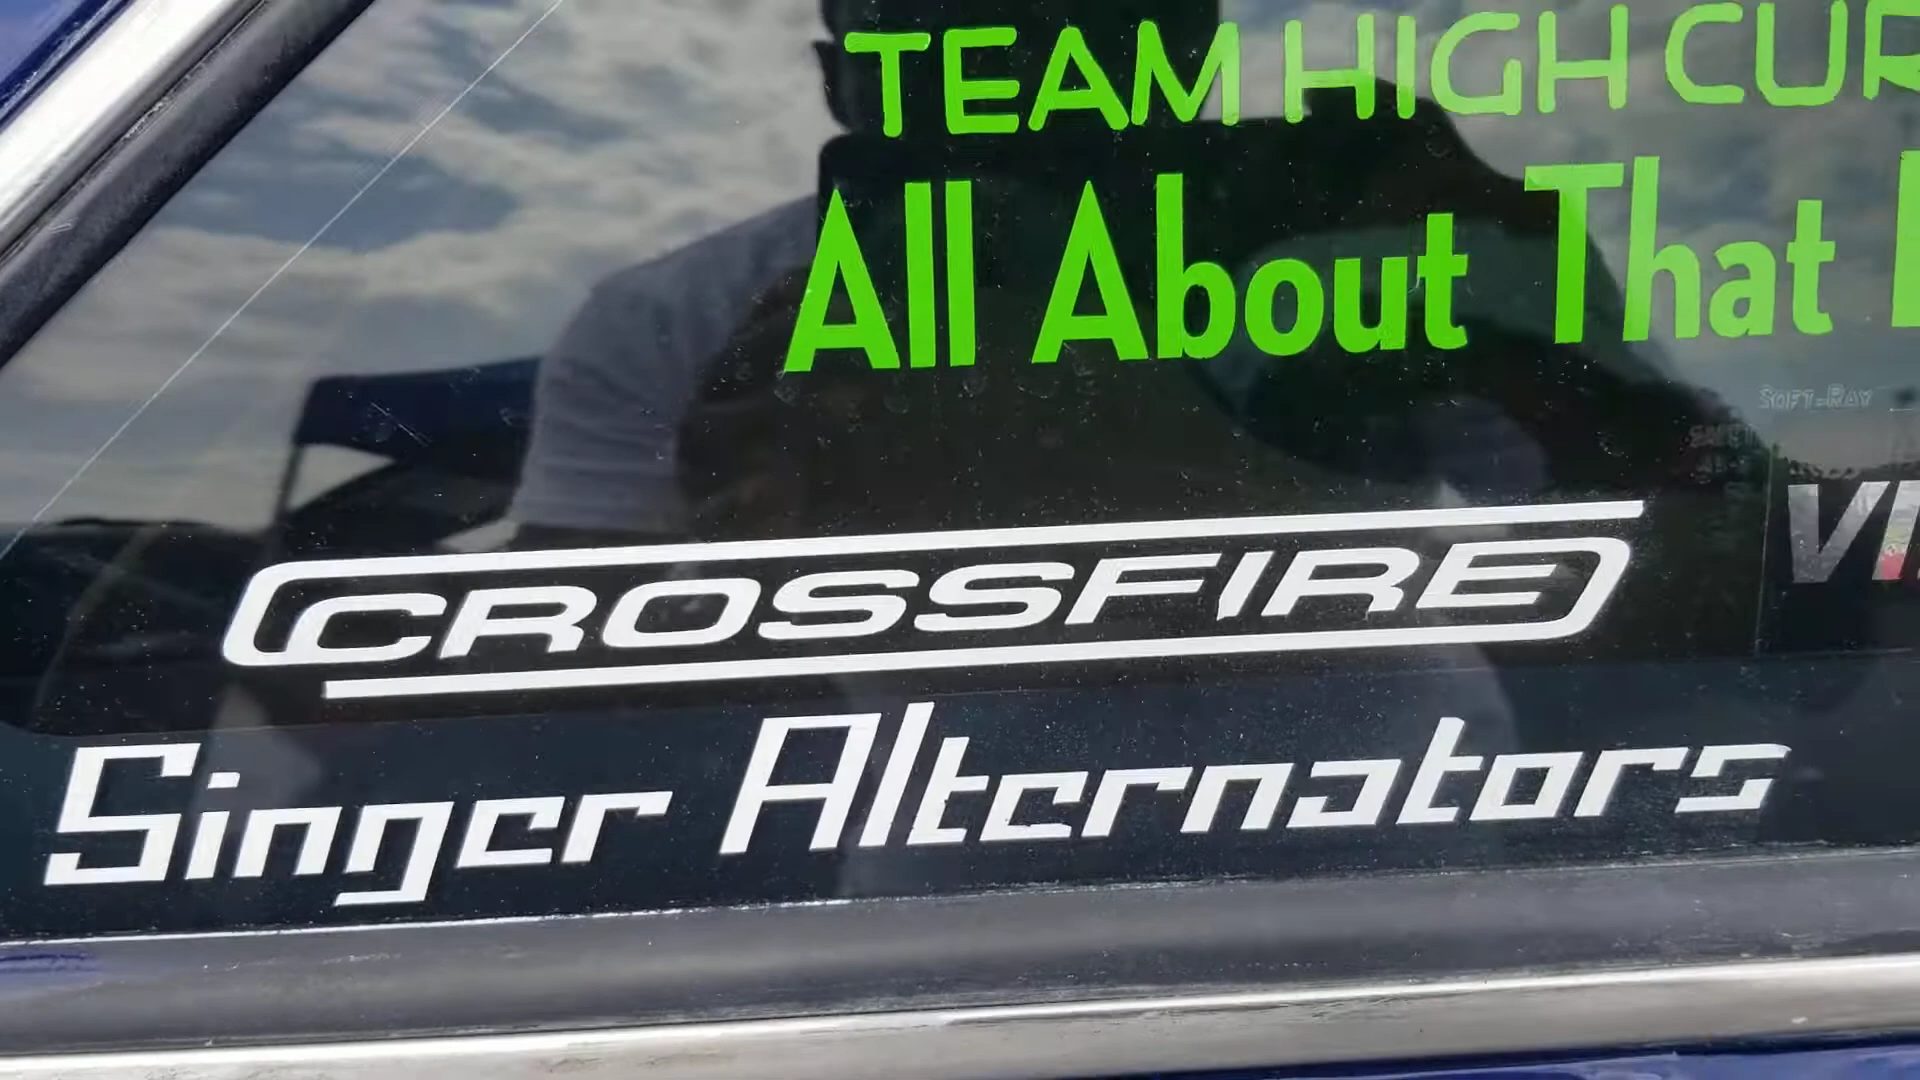 TEAM HIGH CUR
All About That
SOFT-RAY
CROSSFIRE
Singer Alternators